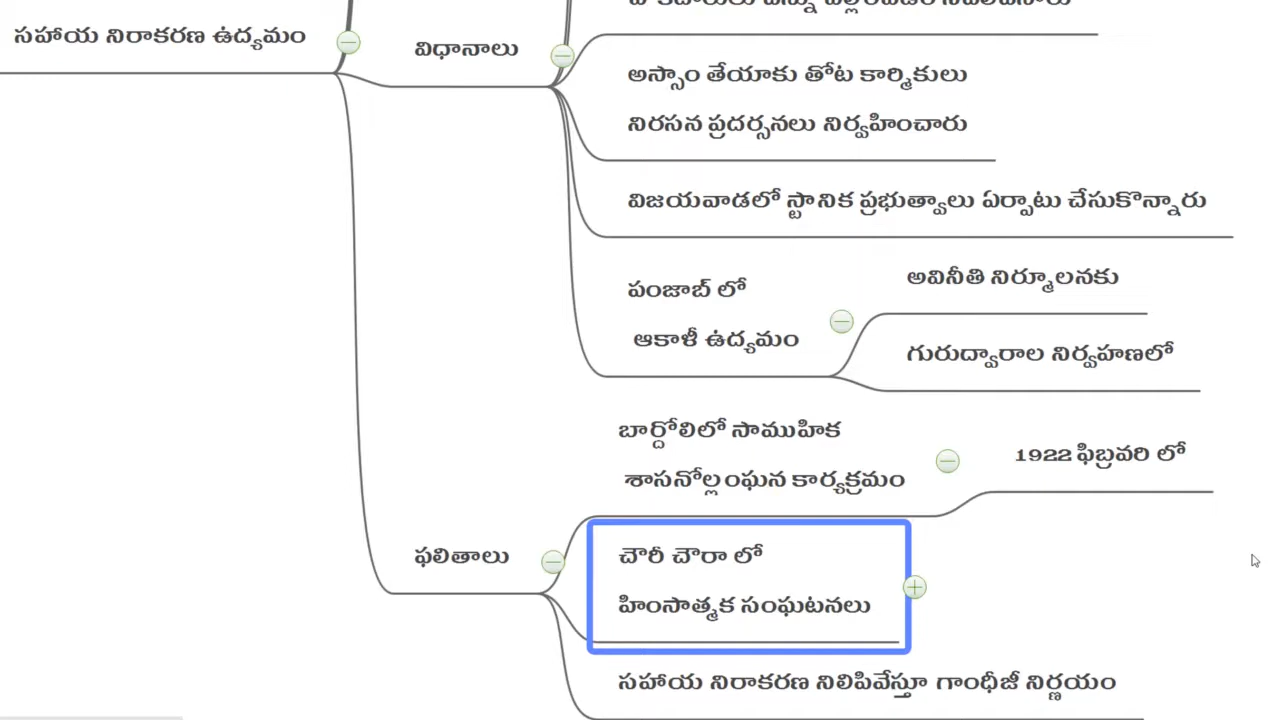 సహాయ నిరాకరణ ఉద్యమం
విధానాలు
అస్సాం తేయాకు తోట కార్మికులు
నిరసన ప్రదర్శనలు నిర్వహించారు
విజయవాడలో స్థానిక ప్రభుత్వాలు ఏర్పాటు చేసుకొన్నారు
పంజాబ్ లో
ఆకాళీ ఉద్యమం
అవినీతి నిర్మూలనకు
గురుద్వారాల నిర్వహణలో
బార్దోలిలో సాముహిక
శాసనోల్లంఘన కార్యక్రమం
1922 ఫిబ్రవరి లో
ఫలితాలు
చౌరీ చౌరా లో
హింసాత్మక సంఘటనలు
సహాయ నిరాకరణ నిలిపివేస్తూ గాంధీజీ నిర్ణయం